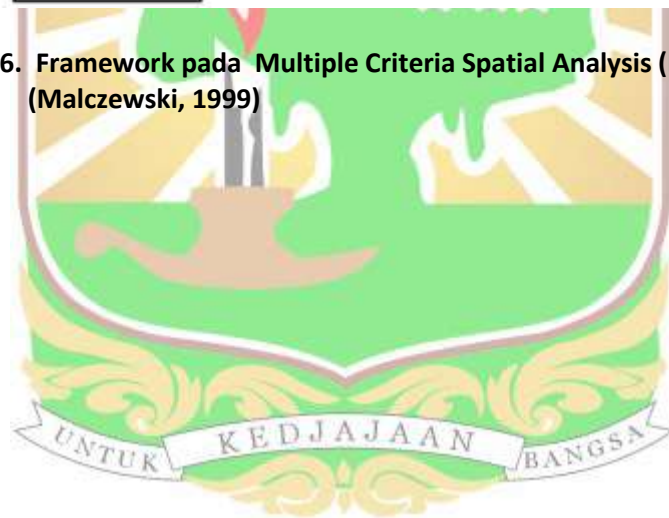 6. Framework pada Multiple Criteria Spatial Analysis (
(Malczewski, 1999)
UNTUK KEDJAJAAN BANGSA